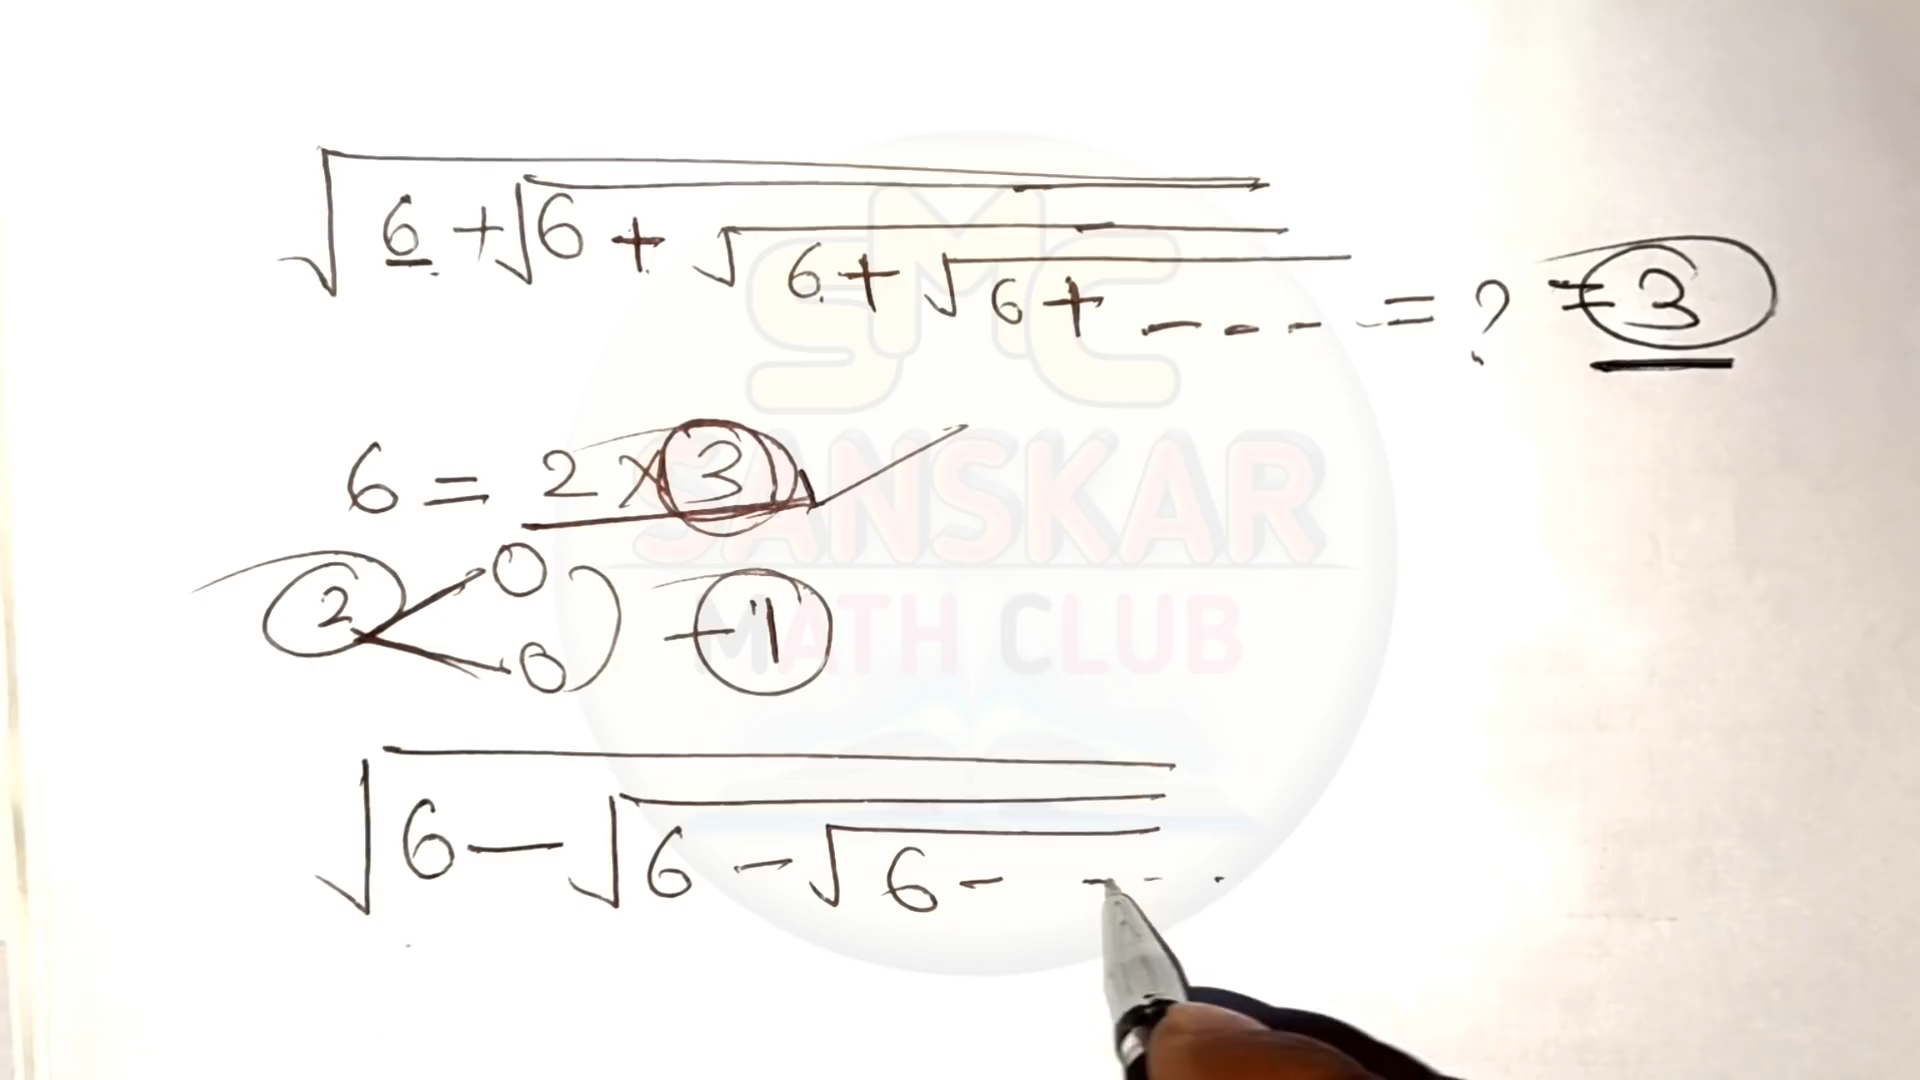 √6 + √6 + √6 + √6 + - - - - = ? = 3
6 = 2 × 3
2 0 0 ) - 1
√6 - √6 - √6 - - - .
SMC
SANSKAR
MATH CLUB